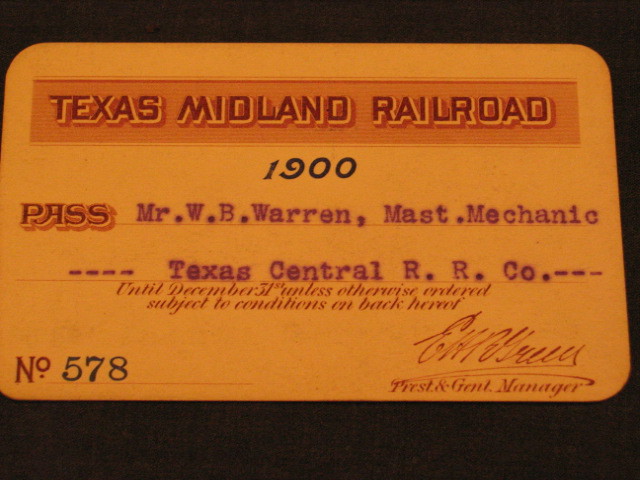 TEXAS MIDLAND RAILROAD
1900
PASS Mr.W.B.Warren, Mast.Mechanic
---- Texas Central R. R. Co.---
Until December 31st unless otherwise ordered
subject to conditions on back hereof
E H R Green
No 578
Prest. & Genl. Manager